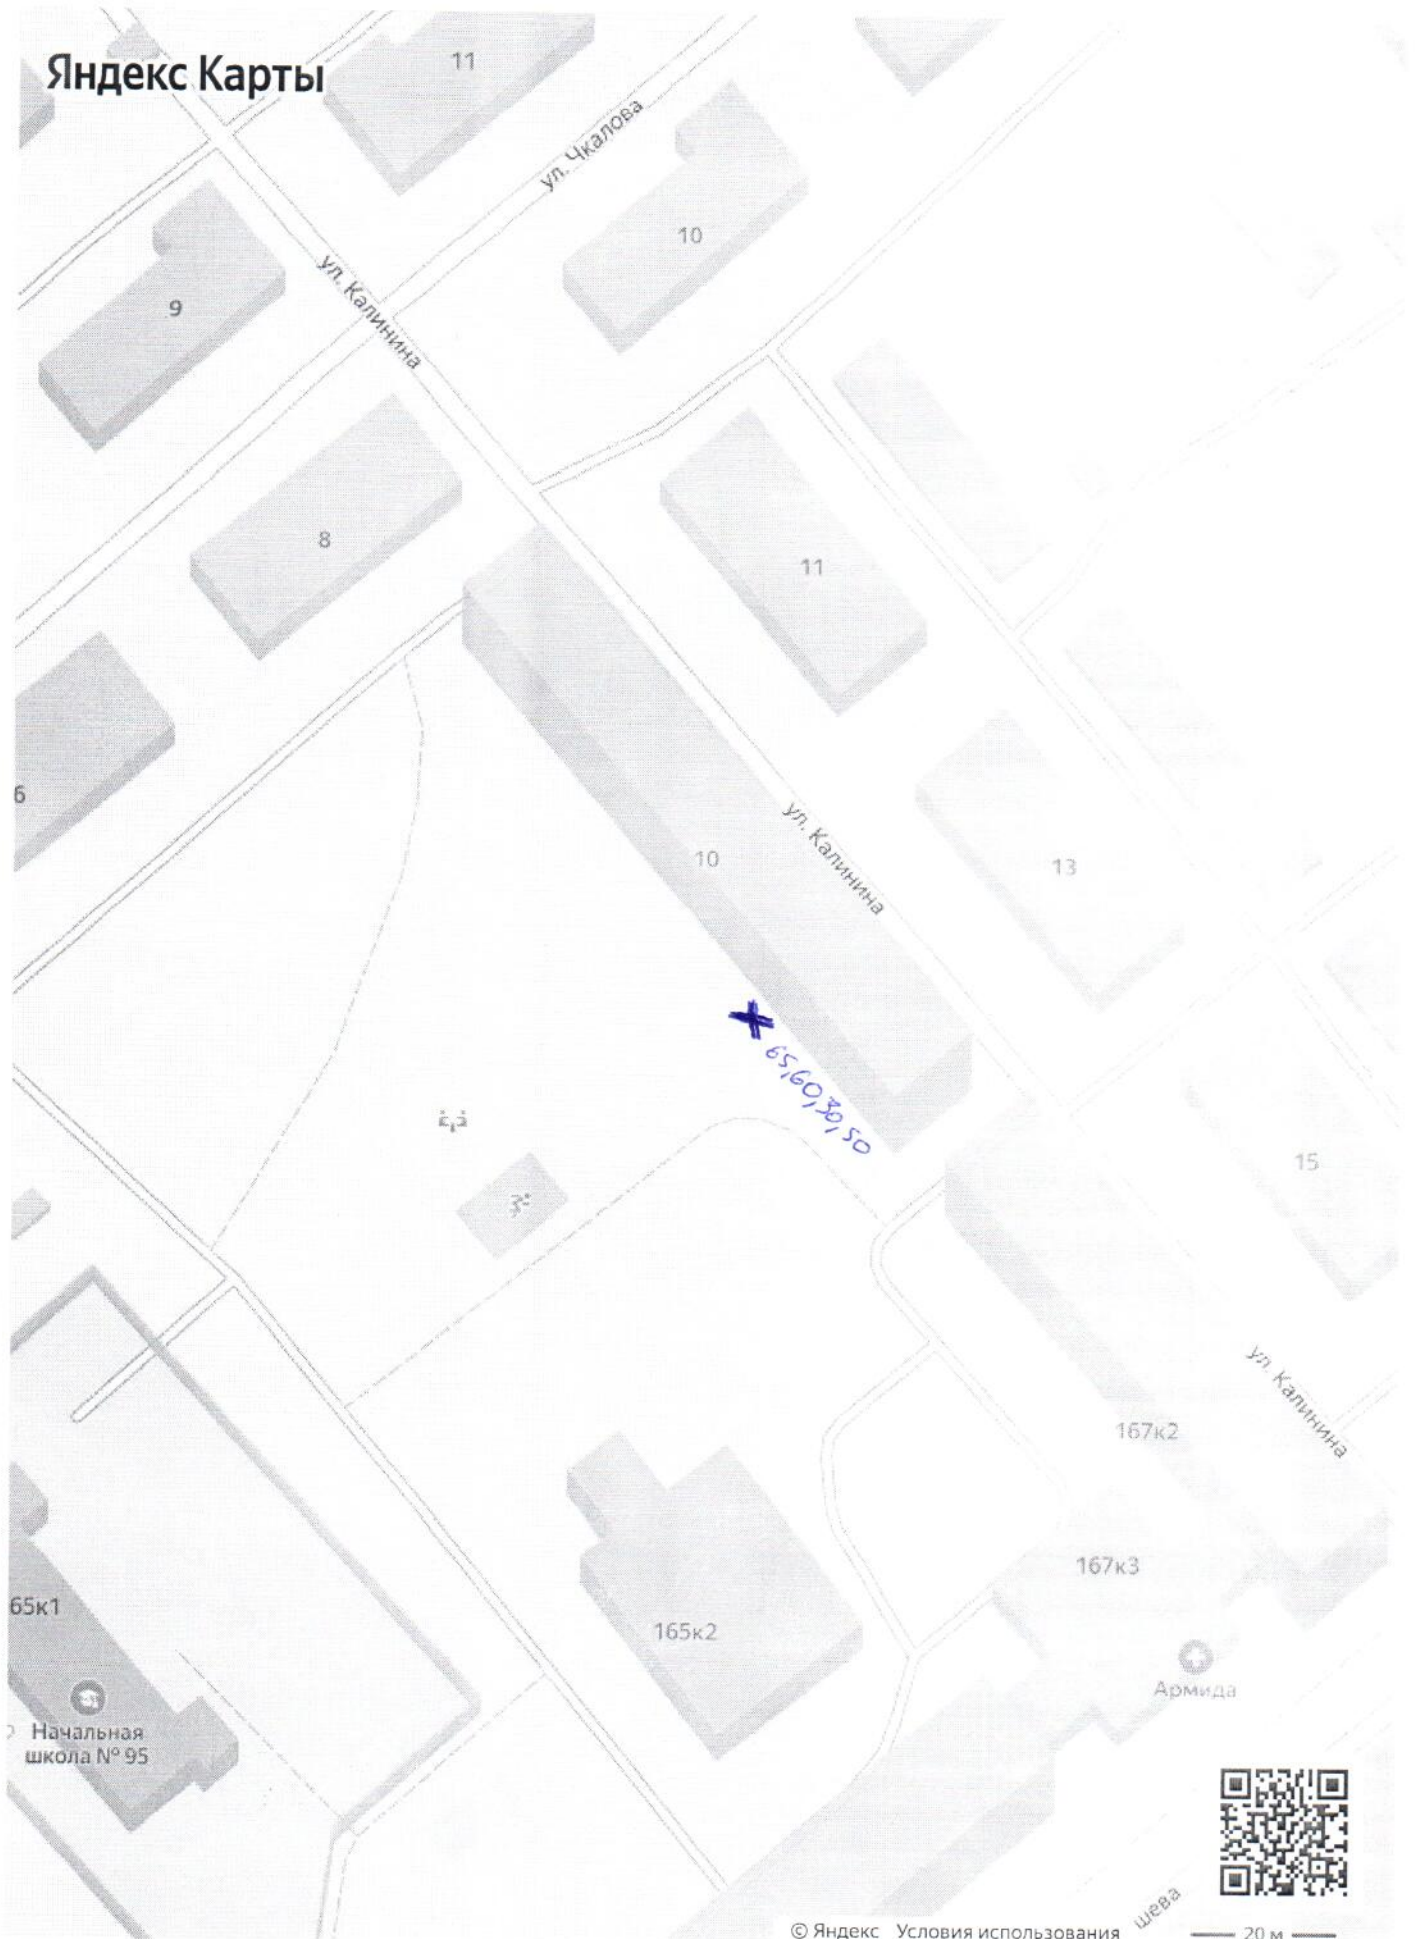 Яндекс Карты
11
ул. Чкалова
10
9
ул. Калинина
8
11
6
10
ул. Калинина
13
65,60,30,50
15
ул. Калинина
167к2
167к3
65к1
165к2
Армида
Начальная
школа № 95
шева
© Яндекс Условия использования
20 м